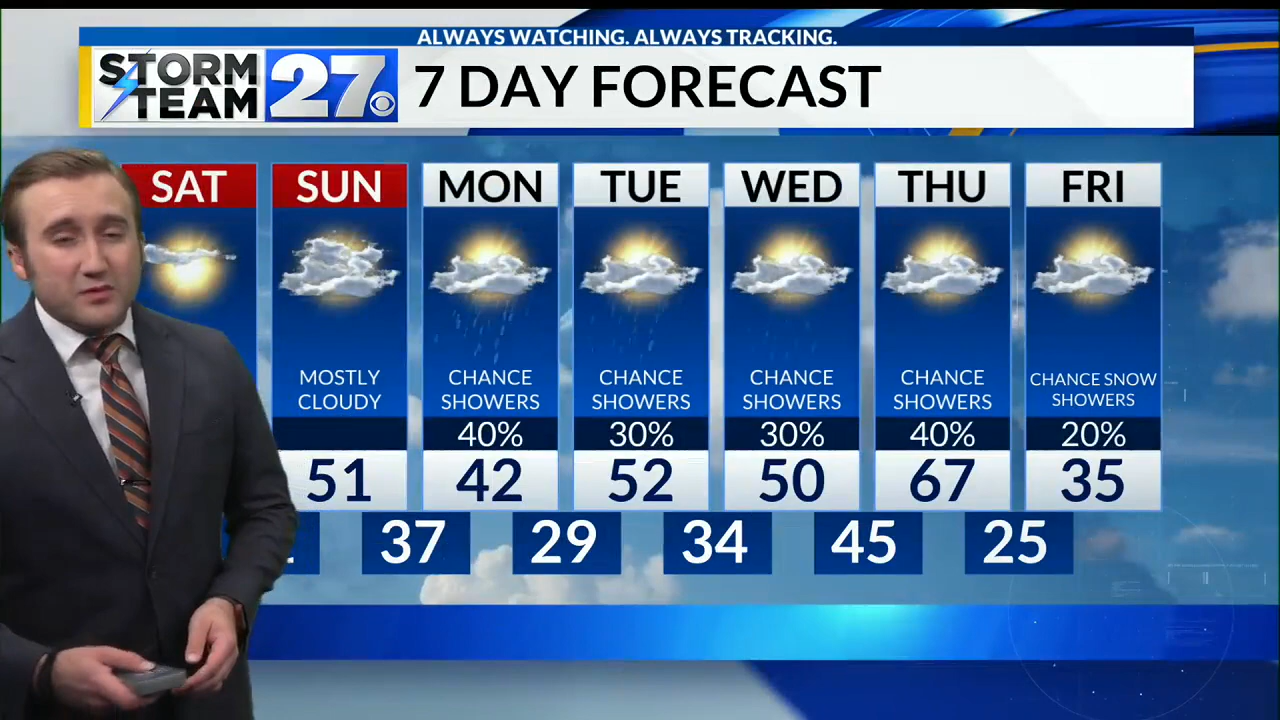 ALWAYS WATCHING. ALWAYS TRACKING.
STORM
TEAM
27
7 DAY FORECAST
SAT SUN MON TUE WED THU FRI
MOSTLY CHANCE CHANCE CHANCE CHANCE CHANCE SNOW
CLOUDY SHOWERS SHOWERS SHOWERS SHOWERS SHOWERS
40% 30% 30% 40% 20%
51 42 52 50 67 35
37 29 34 45 25